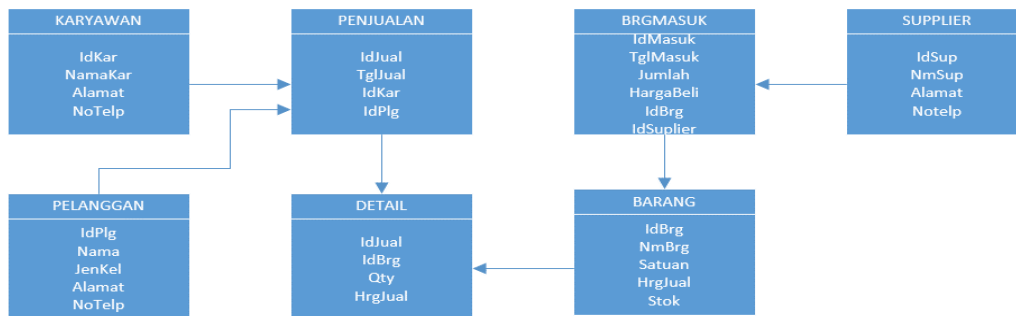 KARYAWAN
IdKar
NamaKar
Alamat
NoTelp
PENJUALAN
IdJual
TglJual
IdKar
IdPlg
BRGMASUK
IdMasuk
TglMasuk
Jumlah
HargaBeli
IdBrg
IdSuplier
SUPPLIER
IdSup
NmSup
Alamat
Notelp
PELANGGAN
IdPlg
Nama
JenKel
Alamat
NoTelp
DETAIL
IdJual
IdBrg
Qty
HrgJual
BARANG
IdBrg
NmBrg
Satuan
HrgJual
Stok